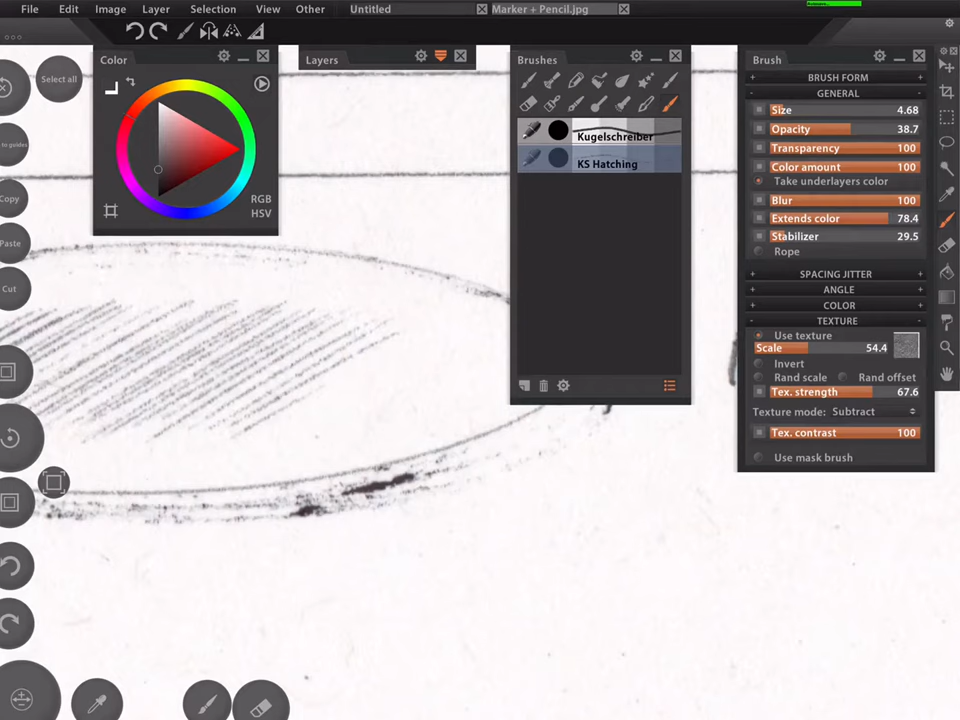 File Edit Image Layer Selection View Other Untitled Marker + Pencil.jpg
Select all
to guides
Copy
Paste
Cut
Color
RGB
HSV
Layers
Brushes
Kugelschreiber
KS Hatching
Brush
+ BRUSH FORM +
- GENERAL -
Size 4.68
Opacity 38.7
Transparency 100
Color amount 100
Take underlayers color
Blur 100
Extends color 78.4
Stabilizer 29.5
Rope
+ SPACING JITTER +
+ ANGLE +
+ COLOR +
- TEXTURE -
Use texture
Scale 54.4
Invert
Rand scale Rand offset
Tex. strength 67.6
Texture mode: Subtract
Tex. contrast 100
Use mask brush